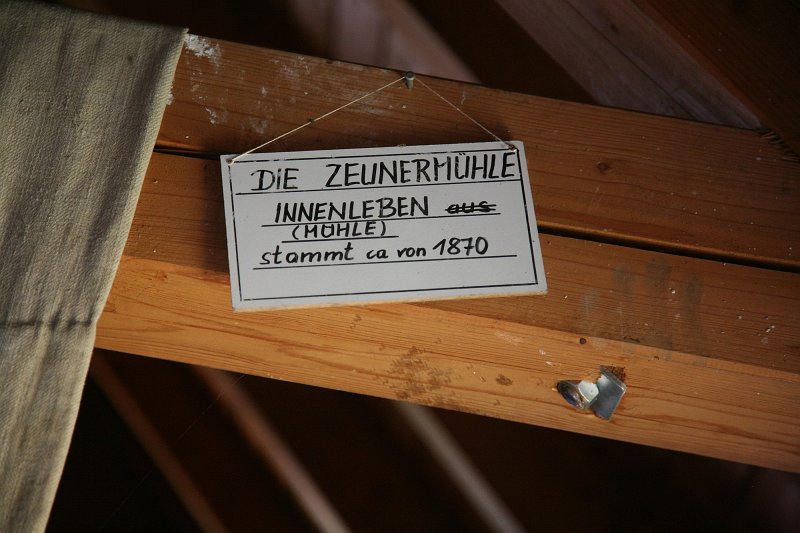 DIE ZEUNERMÜHLE
INNENLEBEN aus
(MÜHLE)
stammt ca von 1870